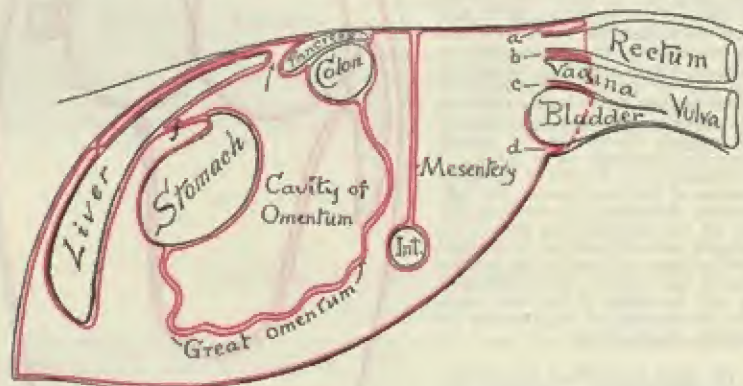 a
Rectum
b
Vagina
c
Vulva
Bladder
d
Pancreas
Colon
Liver
Stomach
Cavity of
Omentum
Mesentery
Int.
Great omentum